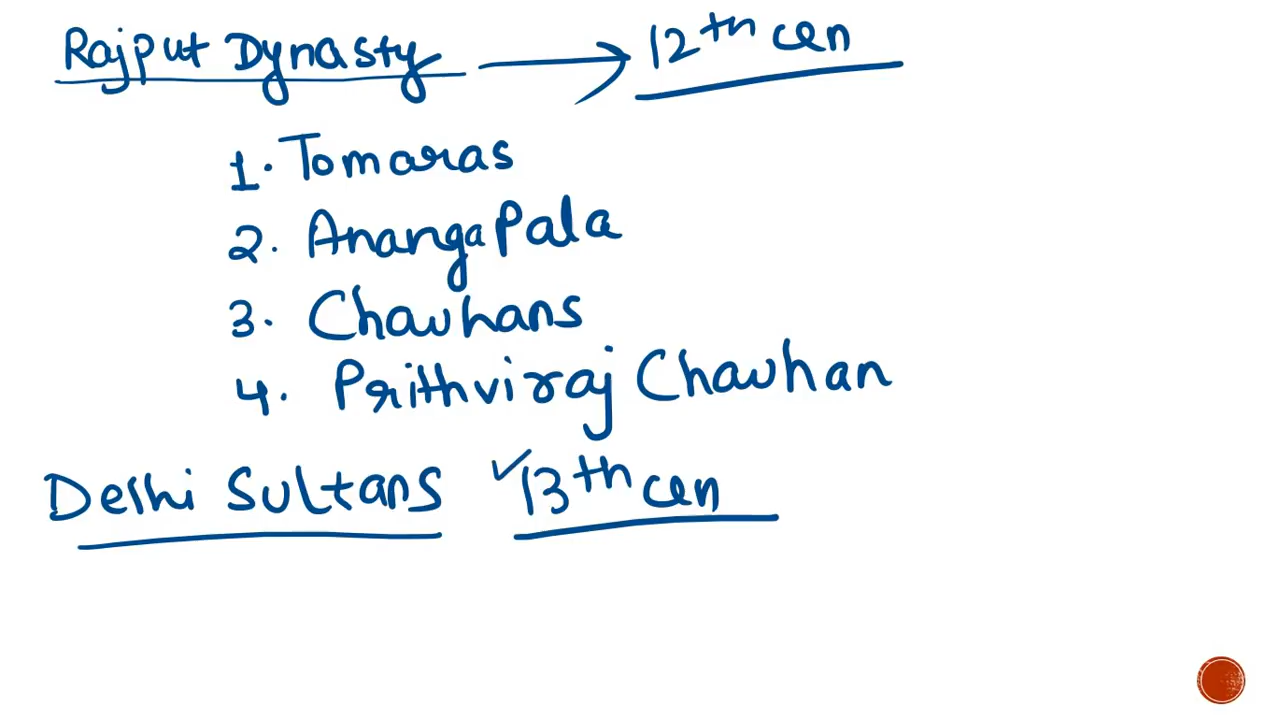 Rajput Dynasty → 12th cen
1. Tomaras
2. AnangaPala
3. Chauhans
4. Prithviraj Chauhan
Delhi Sultans ✓13th cen